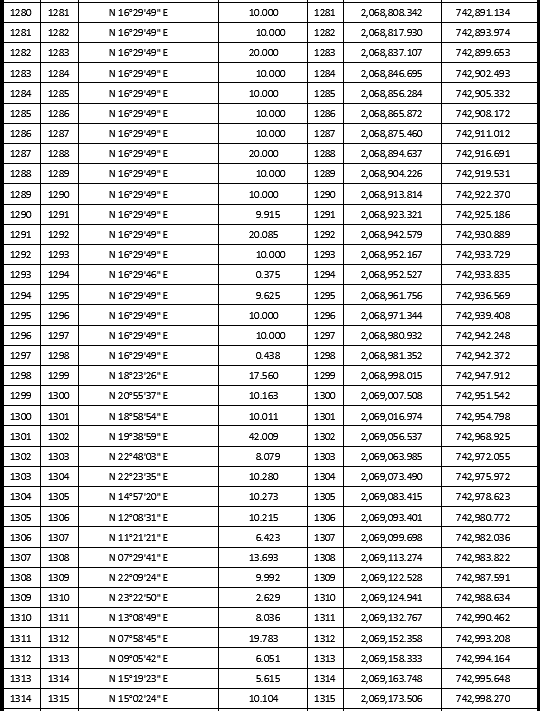 1280 1281 N 16°29'49" E 10.000 1281 2,068,808.342 742,891.134
1281 1282 N 16°29'49" E 10.000 1282 2,068,817.930 742,893.974
1282 1283 N 16°29'49" E 20.000 1283 2,068,837.107 742,899.653
1283 1284 N 16°29'49" E 10.000 1284 2,068,846.695 742,902.493
1284 1285 N 16°29'49" E 10.000 1285 2,068,856.284 742,905.332
1285 1286 N 16°29'49" E 10.000 1286 2,068,865.872 742,908.172
1286 1287 N 16°29'49" E 10.000 1287 2,068,875.460 742,911.012
1287 1288 N 16°29'49" E 20.000 1288 2,068,894.637 742,916.691
1288 1289 N 16°29'49" E 10.000 1289 2,068,904.226 742,919.531
1289 1290 N 16°29'49" E 10.000 1290 2,068,913.814 742,922.370
1290 1291 N 16°29'49" E 9.915 1291 2,068,923.321 742,925.186
1291 1292 N 16°29'49" E 20.085 1292 2,068,942.579 742,930.889
1292 1293 N 16°29'49" E 10.000 1293 2,068,952.167 742,933.729
1293 1294 N 16°29'46" E 0.375 1294 2,068,952.527 742,933.835
1294 1295 N 16°29'49" E 9.625 1295 2,068,961.756 742,936.569
1295 1296 N 16°29'49" E 10.000 1296 2,068,971.344 742,939.408
1296 1297 N 16°29'49" E 10.000 1297 2,068,980.932 742,942.248
1297 1298 N 16°29'49" E 0.438 1298 2,068,981.352 742,942.372
1298 1299 N 18°23'26" E 17.560 1299 2,068,998.015 742,947.912
1299 1300 N 20°55'37" E 10.163 1300 2,069,007.508 742,951.542
1300 1301 N 18°58'54" E 10.011 1301 2,069,016.974 742,954.798
1301 1302 N 19°38'59" E 42.009 1302 2,069,056.537 742,968.925
1302 1303 N 22°48'03" E 8.079 1303 2,069,063.985 742,972.055
1303 1304 N 22°23'35" E 10.280 1304 2,069,073.490 742,975.972
1304 1305 N 14°57'20" E 10.273 1305 2,069,083.415 742,978.623
1305 1306 N 12°08'31" E 10.215 1306 2,069,093.401 742,980.772
1306 1307 N 11°21'21" E 6.423 1307 2,069,099.698 742,982.036
1307 1308 N 07°29'41" E 13.693 1308 2,069,113.274 742,983.822
1308 1309 N 22°09'24" E 9.992 1309 2,069,122.528 742,987.591
1309 1310 N 23°22'50" E 2.629 1310 2,069,124.941 742,988.634
1310 1311 N 13°08'49" E 8.036 1311 2,069,132.767 742,990.462
1311 1312 N 07°58'45" E 19.783 1312 2,069,152.358 742,993.208
1312 1313 N 09°05'42" E 6.051 1313 2,069,158.333 742,994.164
1313 1314 N 15°19'23" E 5.615 1314 2,069,163.748 742,995.648
1314 1315 N 15°02'24" E 10.104 1315 2,069,173.506 742,998.270